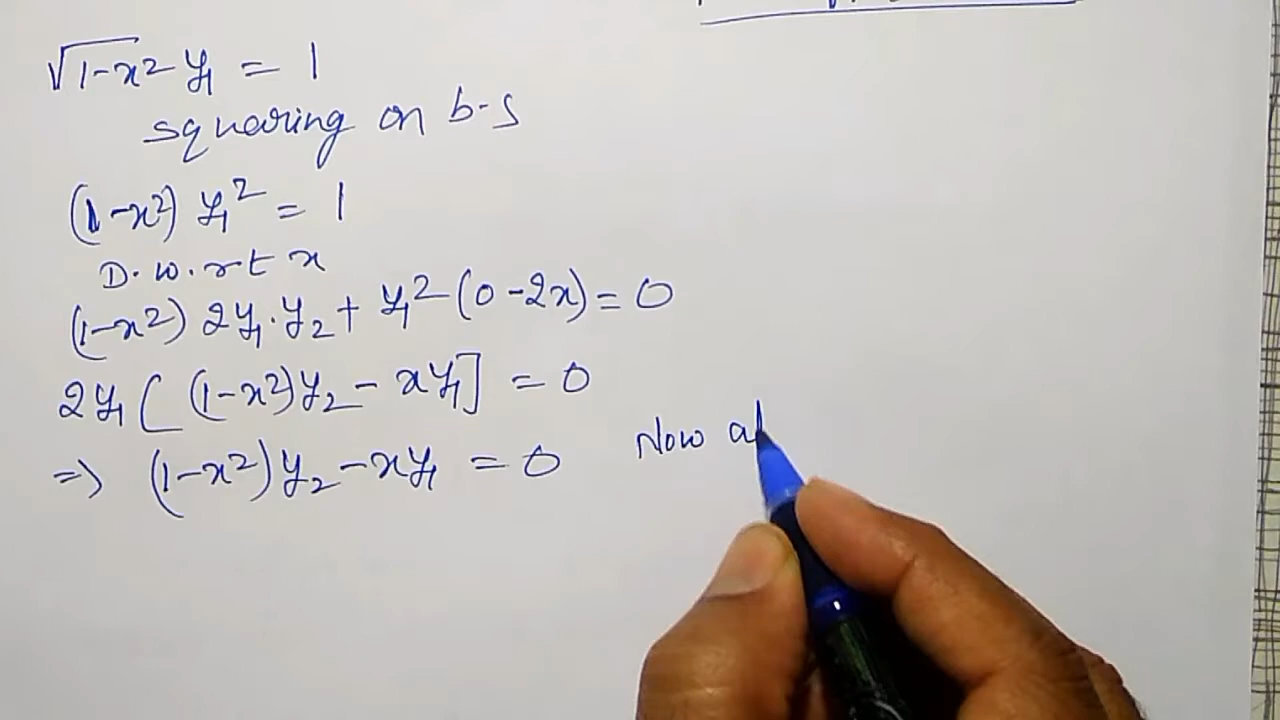 √1-x² y₁ = 1
squaring on b-s
(1-x²) y₁² = 1
D.w.r.t x
(1-x²) 2y₁.y₂ + y₁² (0-2x) = 0
2y₁ [ (1-x²)y₂ - xy₁] = 0
=> (1-x²)y₂ - xy₁ = 0 Now